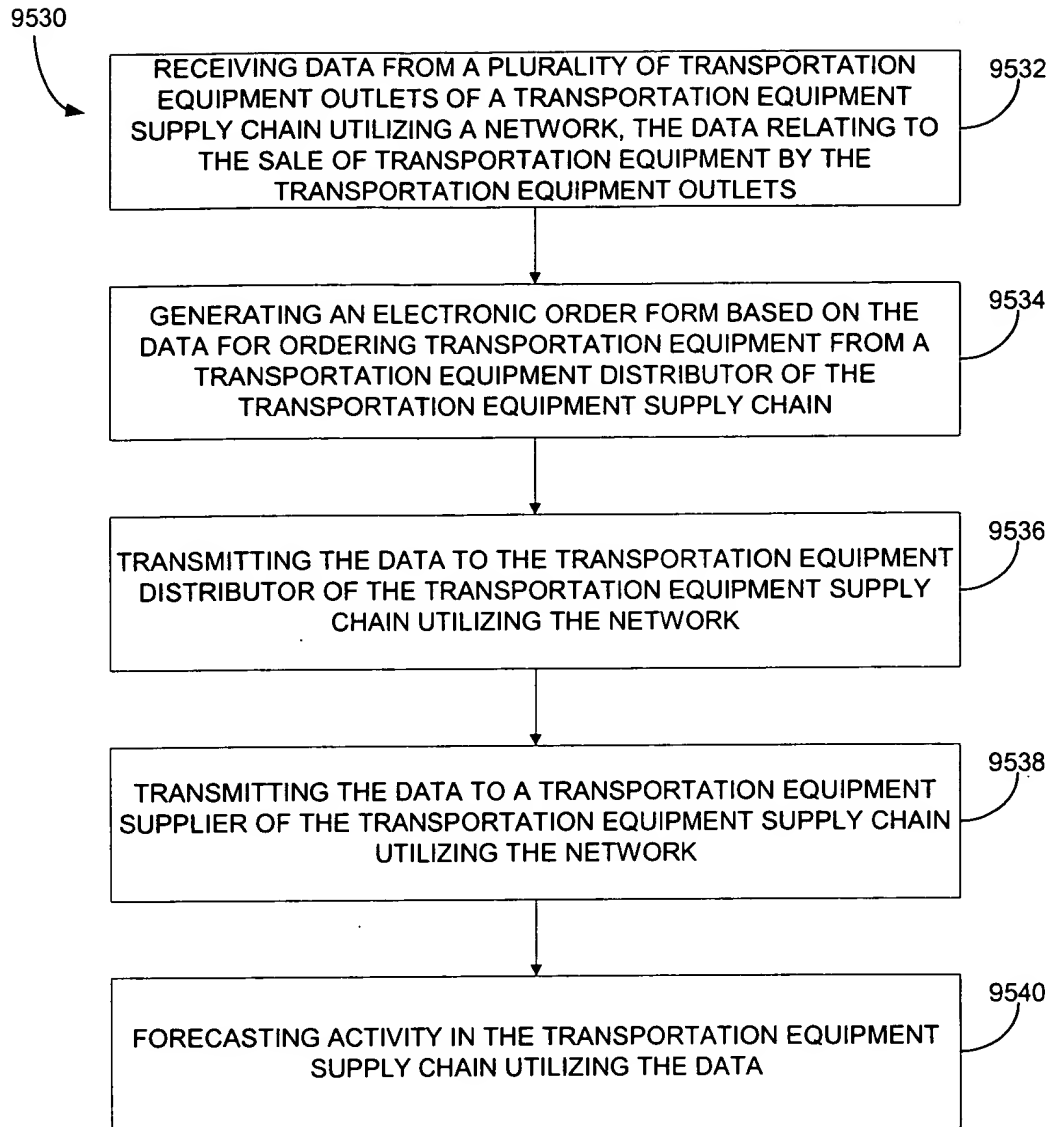 9530
RECEIVING DATA FROM A PLURALITY OF TRANSPORTATION
EQUIPMENT OUTLETS OF A TRANSPORTATION EQUIPMENT
SUPPLY CHAIN UTILIZING A NETWORK, THE DATA RELATING TO
THE SALE OF TRANSPORTATION EQUIPMENT BY THE
TRANSPORTATION EQUIPMENT OUTLETS
9532
GENERATING AN ELECTRONIC ORDER FORM BASED ON THE
DATA FOR ORDERING TRANSPORTATION EQUIPMENT FROM A
TRANSPORTATION EQUIPMENT DISTRIBUTOR OF THE
TRANSPORTATION EQUIPMENT SUPPLY CHAIN
9534
TRANSMITTING THE DATA TO THE TRANSPORTATION EQUIPMENT
DISTRIBUTOR OF THE TRANSPORTATION EQUIPMENT SUPPLY
CHAIN UTILIZING THE NETWORK
9536
TRANSMITTING THE DATA TO A TRANSPORTATION EQUIPMENT
SUPPLIER OF THE TRANSPORTATION EQUIPMENT SUPPLY CHAIN
UTILIZING THE NETWORK
9538
FORECASTING ACTIVITY IN THE TRANSPORTATION EQUIPMENT
SUPPLY CHAIN UTILIZING THE DATA
9540